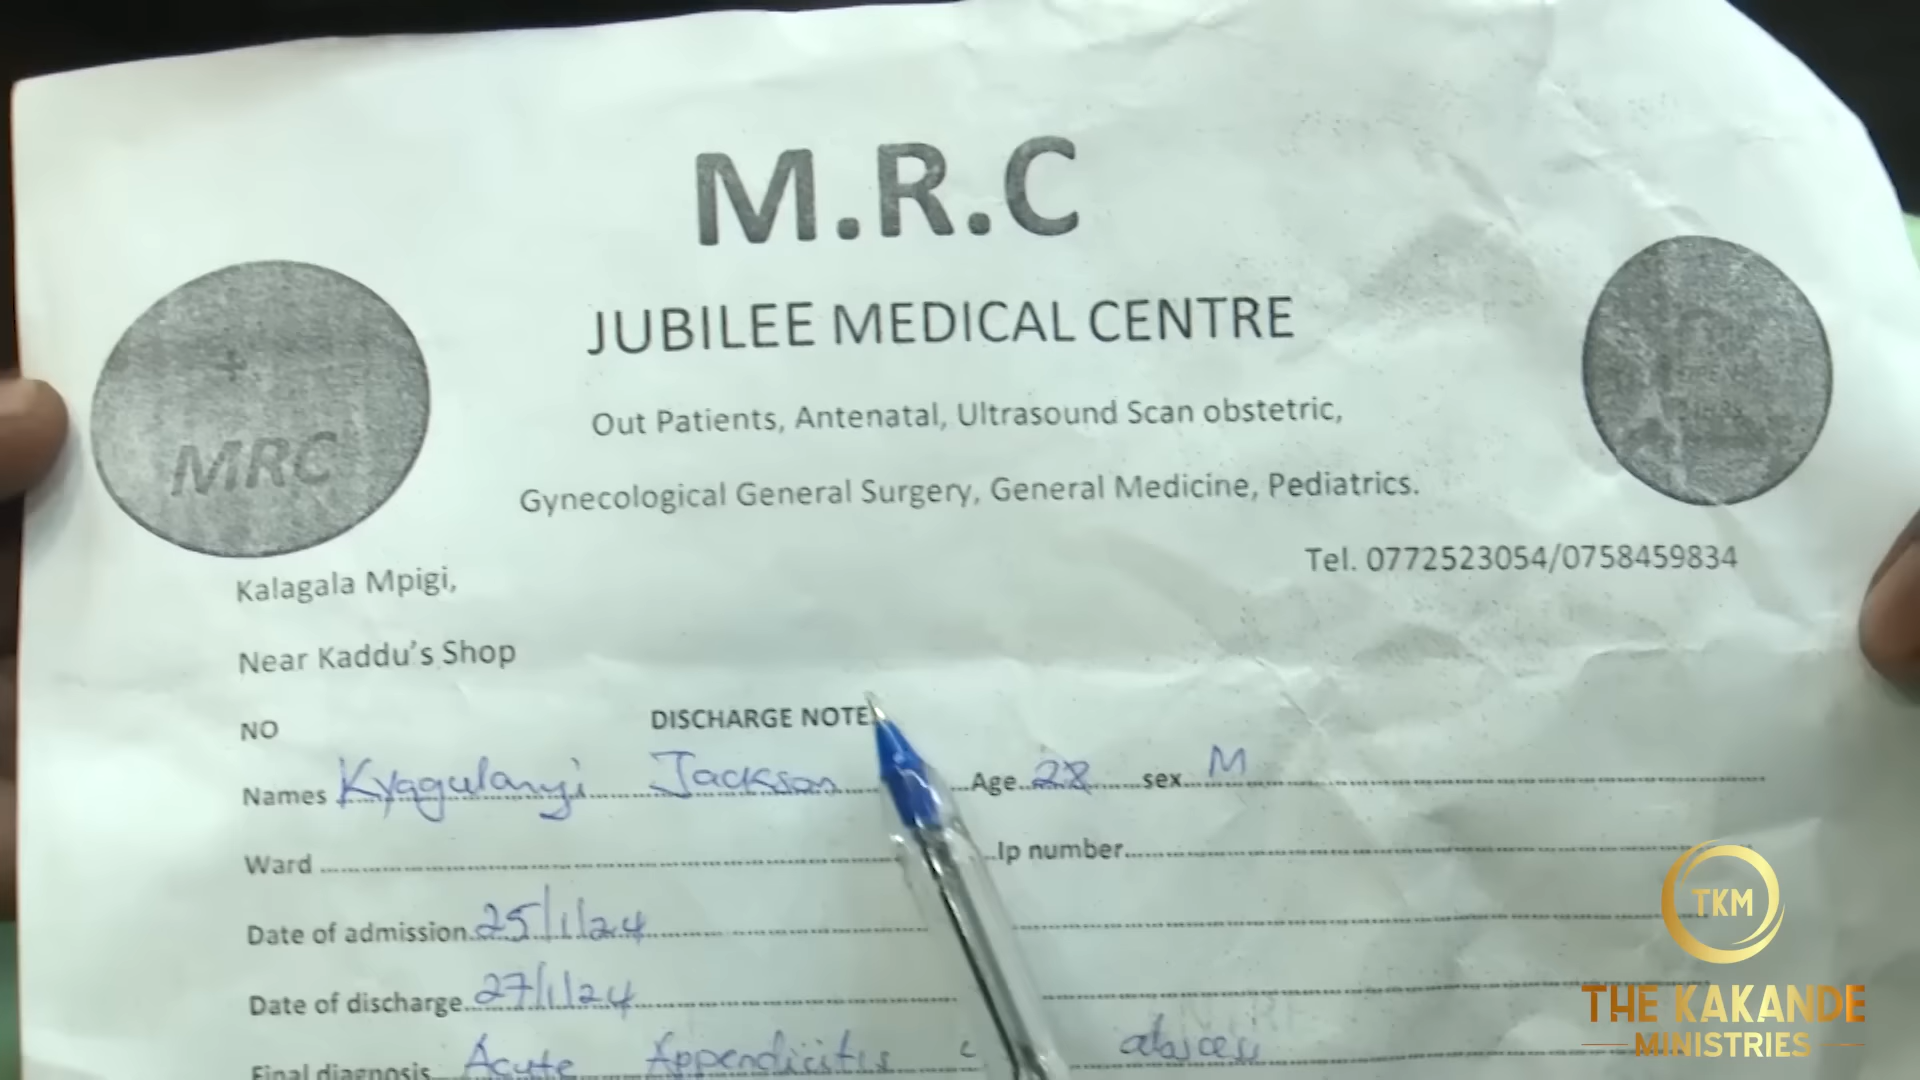 M.R.C
JUBILEE MEDICAL CENTRE
Out Patients, Antenatal, Ultrasound Scan obstetric,
Gynecological General Surgery, General Medicine, Pediatrics.
MRC
Tel. 0772523054/0758459834
Kalagala Mpigi,
Near Kaddu's Shop
NO
DISCHARGE NOTE
Names Kyagulanyi Jackson Age 28 sex M
Ward Ip number
Date of admission 25/1/24
Date of discharge 27/1/24
Final diagnosis Acute Appendicitis c abscess
TKM
THE KAKANDE
MINISTRIES